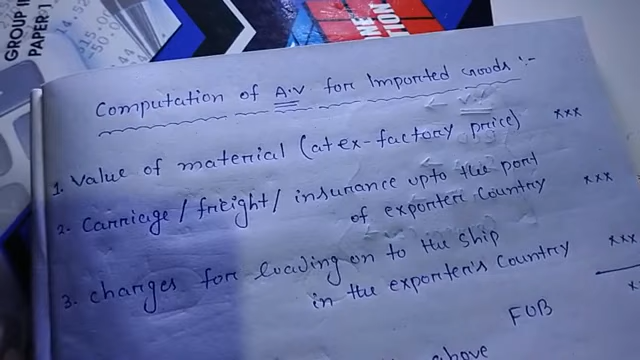 GROUP I
PAPER-1
Computation of A.V for Imported Goods :-
1. Value of material (at ex-factory price) xxx
2. Carriage / freight / insurance upto the port
of exporter Country xxx
3. charges for loading on to the ship
in the exporter's Country xxx
FOB
above